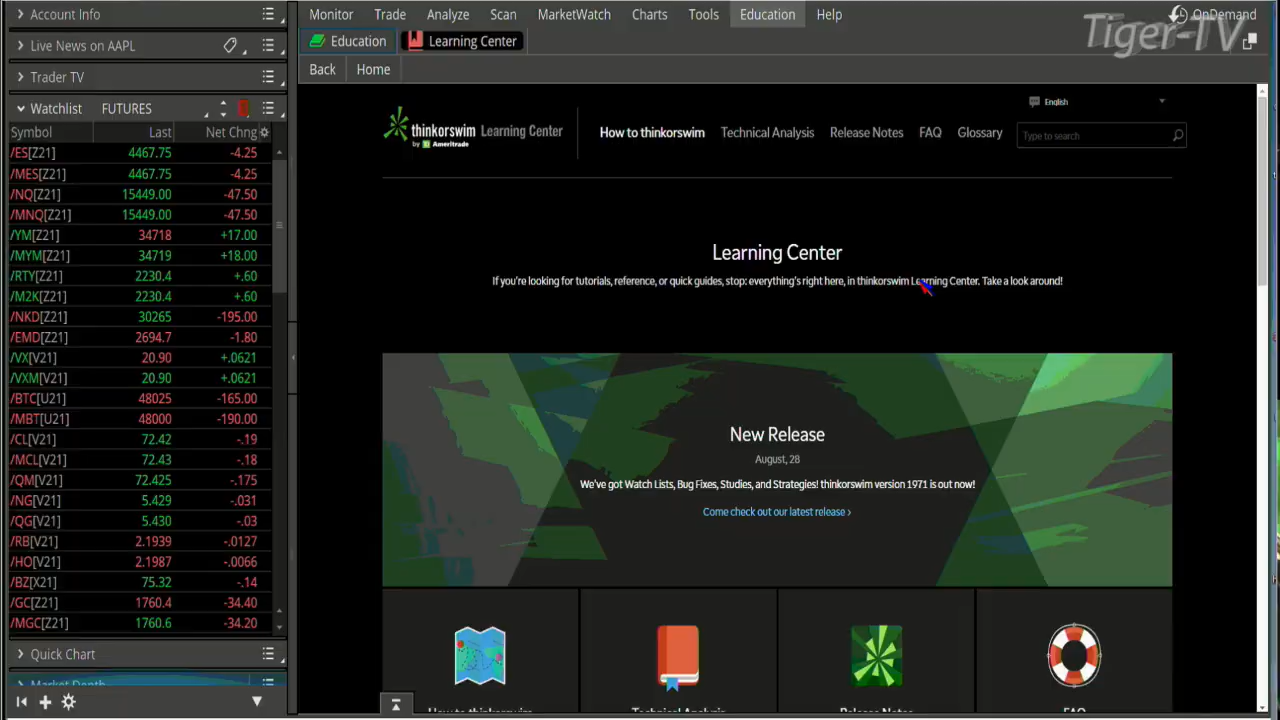 Account Info
Monitor Trade Analyze Scan MarketWatch Charts Tools Education Help
OnDemand
Tiger-TV
Live News on AAPL
Education Learning Center
Trader TV
Back Home
Watchlist FUTURES
Symbol Last Net Chng
/ES[Z21] 4467.75 -4.25
/MES[Z21] 4467.75 -4.25
/NQ[Z21] 15449.00 -47.50
/MNQ[Z21] 15449.00 -47.50
/YM[Z21] 34718 +17.00
/MYM[Z21] 34719 +18.00
/RTY[Z21] 2230.4 +.60
/M2K[Z21] 2230.4 +.60
/NKD[Z21] 30265 -195.00
/EMD[Z21] 2694.7 -1.80
/VX[V21] 20.90 +.0621
/VXM[V21] 20.90 +.0621
/BTC[U21] 48025 -165.00
/MBT[U21] 48000 -190.00
/CL[V21] 72.42 -.19
/MCL[V21] 72.43 -.18
/QM[V21] 72.425 -.175
/NG[V21] 5.429 -.031
/QG[V21] 5.430 -.03
/RB[V21] 2.1939 -.0127
/HO[V21] 2.1987 -.0066
/BZ[X21] 75.32 -.14
/GC[Z21] 1760.4 -34.40
/MGC[Z21] 1760.6 -34.20
Quick Chart
Market Depth
English
thinkorswim Learning Center
by Ameritrade
How to thinkorswim Technical Analysis Release Notes FAQ Glossary
Type to search
Learning Center
If you're looking for tutorials, reference, or quick guides, stop: everything's right here, in thinkorswim Learning Center. Take a look around!
New Release
August, 28
We've got Watch Lists, Bug Fixes, Studies, and Strategies! thinkorswim version 1971 is out now!
Come check out our latest release >
How to thinkorswim Technical Analysis Release Notes FAQ